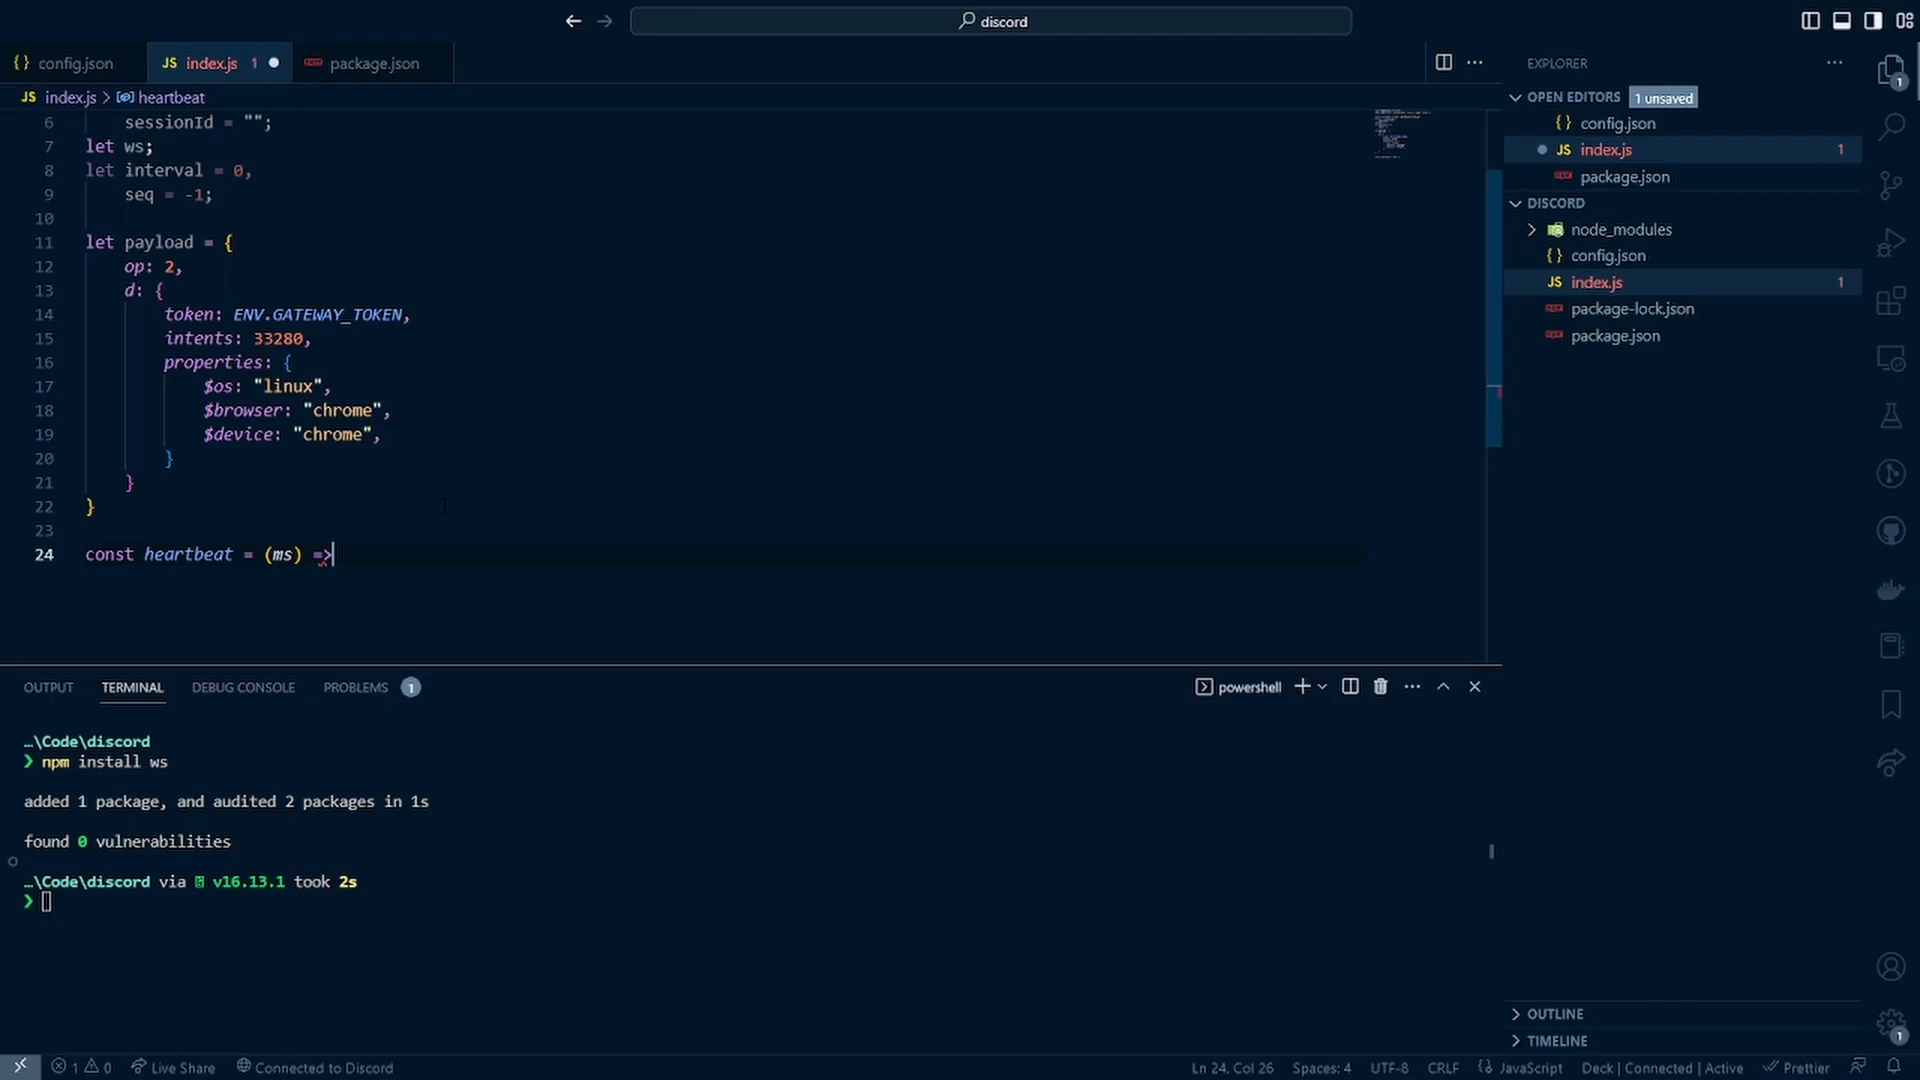 discord
config.json
JS index.js 1
package.json
JS index.js > heartbeat
6 sessionId = "";
7 let ws;
8 let interval = 0,
9 seq = -1;
10
11 let payload = {
12 op: 2,
13 d: {
14 token: ENV.GATEWAY_TOKEN,
15 intents: 33280,
16 properties: {
17 $os: "linux",
18 $browser: "chrome",
19 $device: "chrome",
20 }
21 }
22 }
23
24 const heartbeat = (ms) =>
OUTPUT TERMINAL DEBUG CONSOLE PROBLEMS 1
powershell
…\Code\discord
❯ npm install ws
added 1 package, and audited 2 packages in 1s
found 0 vulnerabilities
…\Code\discord via v16.13.1 took 2s
❯
EXPLORER
OPEN EDITORS 1 unsaved
{} config.json
JS index.js 1
package.json
DISCORD
node_modules
{} config.json
JS index.js 1
package-lock.json
package.json
OUTLINE
TIMELINE
1
1
1 0 Live Share Connected to Discord
Ln 24, Col 26 Spaces: 4 UTF-8 CRLF {} JavaScript Deck | Connected | Active Prettier